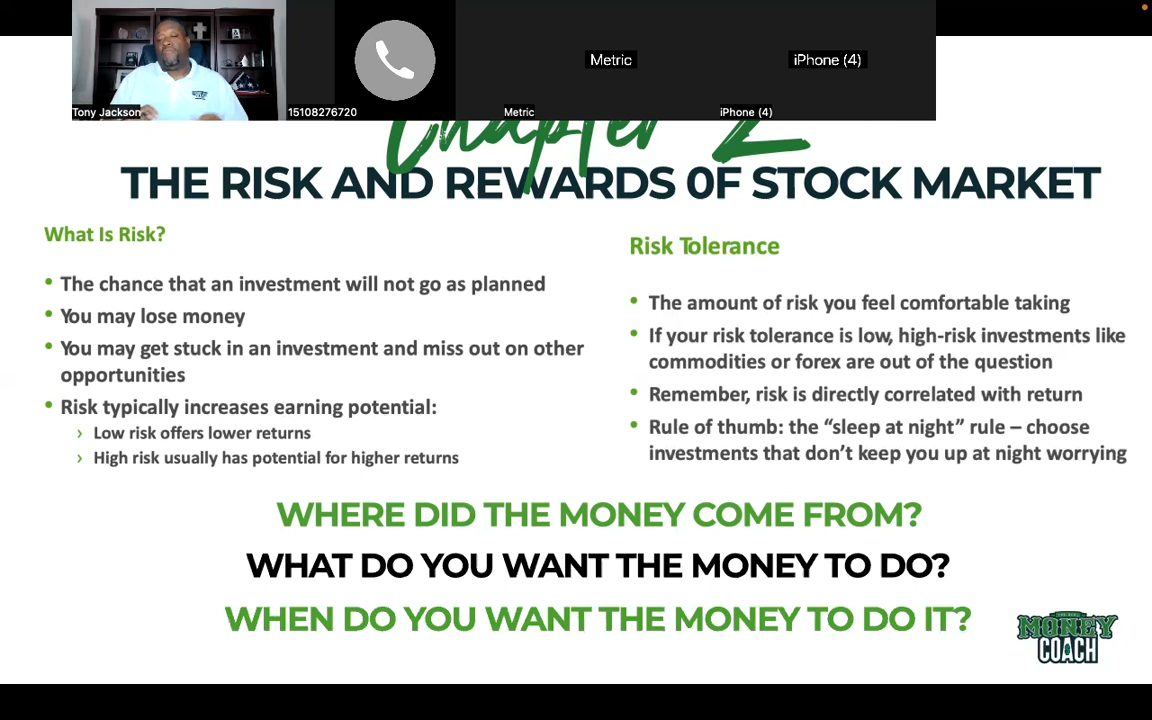 Metric
iPhone (4)
Tony Jackson
15108276720
Metric
iPhone (4)
Chapter 2
THE RISK AND REWARDS 0F STOCK MARKET
What Is Risk?
• The chance that an investment will not go as planned
• You may lose money
• You may get stuck in an investment and miss out on other
opportunities
• Risk typically increases earning potential:
› Low risk offers lower returns
› High risk usually has potential for higher returns
Risk Tolerance
• The amount of risk you feel comfortable taking
• If your risk tolerance is low, high-risk investments like
commodities or forex are out of the question
• Remember, risk is directly correlated with return
• Rule of thumb: the “sleep at night” rule – choose
investments that don’t keep you up at night worrying
WHERE DID THE MONEY COME FROM?
WHAT DO YOU WANT THE MONEY TO DO?
WHEN DO YOU WANT THE MONEY TO DO IT?
MONEY
COACH